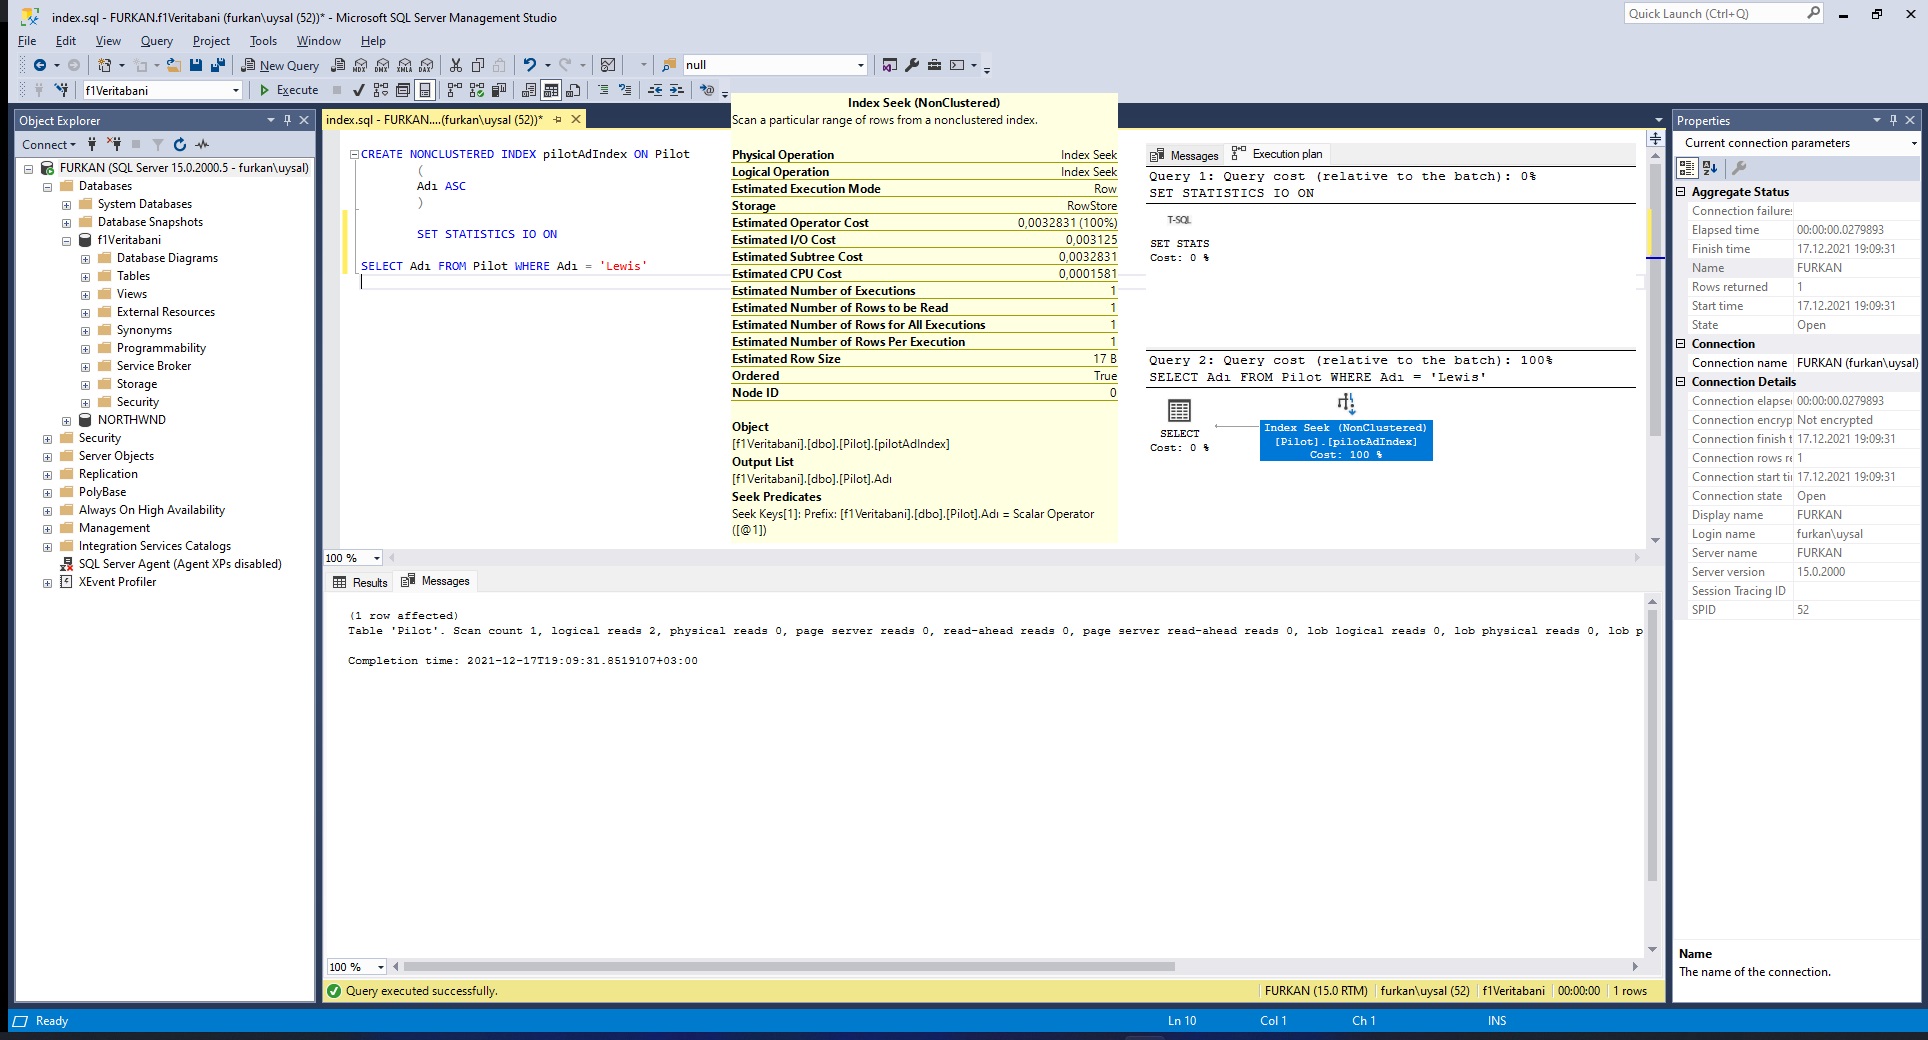 index.sql - FURKAN.f1Veritabani (furkan\uysal (52))* - Microsoft SQL Server Management Studio
Quick Launch (Ctrl+Q)
File Edit View Query Project Tools Window Help
New Query MDX DMX XMLA DAX null
f1Veritabani Execute
Object Explorer
Connect
FURKAN (SQL Server 15.0.2000.5 - furkan\uysal)
Databases
System Databases
Database Snapshots
f1Veritabani
Database Diagrams
Tables
Views
External Resources
Synonyms
Programmability
Service Broker
Storage
Security
NORTHWND
Security
Server Objects
Replication
PolyBase
Always On High Availability
Management
Integration Services Catalogs
SQL Server Agent (Agent XPs disabled)
XEvent Profiler
index.sql - FURKAN....(furkan\uysal (52))*
CREATE NONCLUSTERED INDEX pilotAdIndex ON Pilot
(
Adı ASC
)
SET STATISTICS IO ON
SELECT Adı FROM Pilot WHERE Adı = 'Lewis'
100 %
Index Seek (NonClustered)
Scan a particular range of rows from a nonclustered index.
Physical Operation Index Seek
Logical Operation Index Seek
Estimated Execution Mode Row
Storage RowStore
Estimated Operator Cost 0,0032831 (100%)
Estimated I/O Cost 0,003125
Estimated Subtree Cost 0,0032831
Estimated CPU Cost 0,0001581
Estimated Number of Executions 1
Estimated Number of Rows to be Read 1
Estimated Number of Rows for All Executions 1
Estimated Number of Rows Per Execution 1
Estimated Row Size 17 B
Ordered True
Node ID 0
Object
[f1Veritabani].[dbo].[Pilot].[pilotAdIndex]
Output List
[f1Veritabani].[dbo].[Pilot].Adı
Seek Predicates
Seek Keys[1]: Prefix: [f1Veritabani].[dbo].[Pilot].Adı = Scalar Operator
([@1])
Messages Execution plan
Query 1: Query cost (relative to the batch): 0%
SET STATISTICS IO ON
T-SQL
SET STATS
Cost: 0 %
Query 2: Query cost (relative to the batch): 100%
SELECT Adı FROM Pilot WHERE Adı = 'Lewis'
SELECT
Cost: 0 %
Index Seek (NonClustered)
[Pilot].[pilotAdIndex]
Cost: 100 %
Results Messages
(1 row affected)
Table 'Pilot'. Scan count 1, logical reads 2, physical reads 0, page server reads 0, read-ahead reads 0, page server read-ahead reads 0, lob logical reads 0, lob physical reads 0, lob p
Completion time: 2021-12-17T19:09:31.8519107+03:00
100 %
Query executed successfully. FURKAN (15.0 RTM) furkan\uysal (52) f1Veritabani 00:00:00 1 rows
Properties
Current connection parameters
Aggregate Status
Connection failures
Elapsed time 00:00:00.0279893
Finish time 17.12.2021 19:09:31
Name FURKAN
Rows returned 1
Start time 17.12.2021 19:09:31
State Open
Connection
Connection name FURKAN (furkan\uysal)
Connection Details
Connection elapse 00:00:00.0279893
Connection encryp Not encrypted
Connection finish t 17.12.2021 19:09:31
Connection rows re 1
Connection start ti 17.12.2021 19:09:31
Connection state Open
Display name FURKAN
Login name furkan\uysal
Server name FURKAN
Server version 15.0.2000
Session Tracing ID
SPID 52
Name
The name of the connection.
Ready Ln 10 Col 1 Ch 1 INS